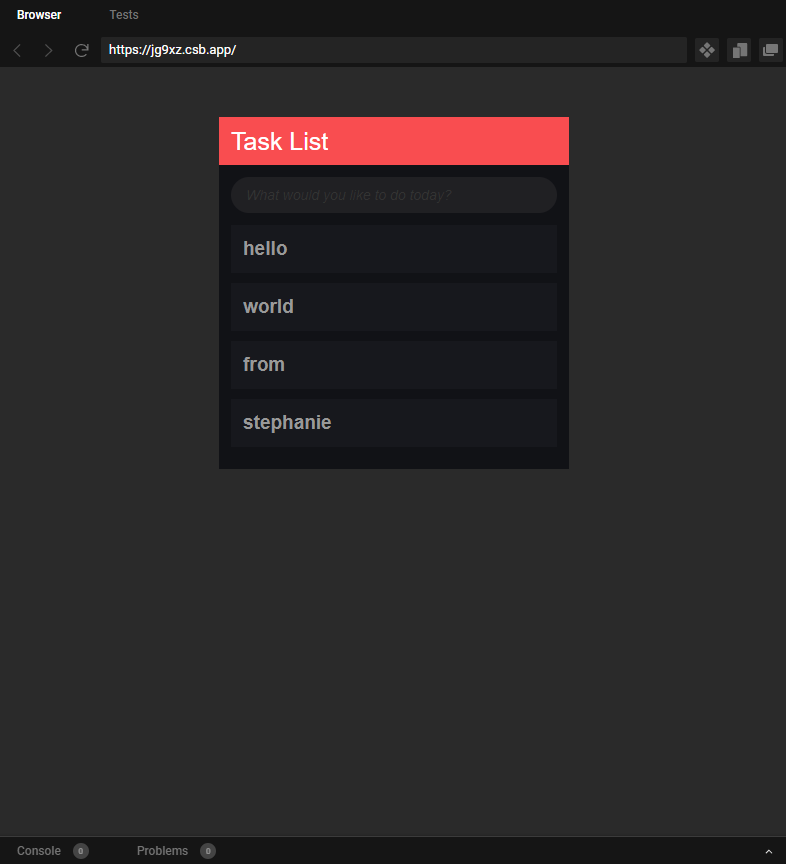 Browser Tests
https://jg9xz.csb.app/
Task List
What would you like to do today?
hello
world
from
stephanie
Console 0 Problems 0